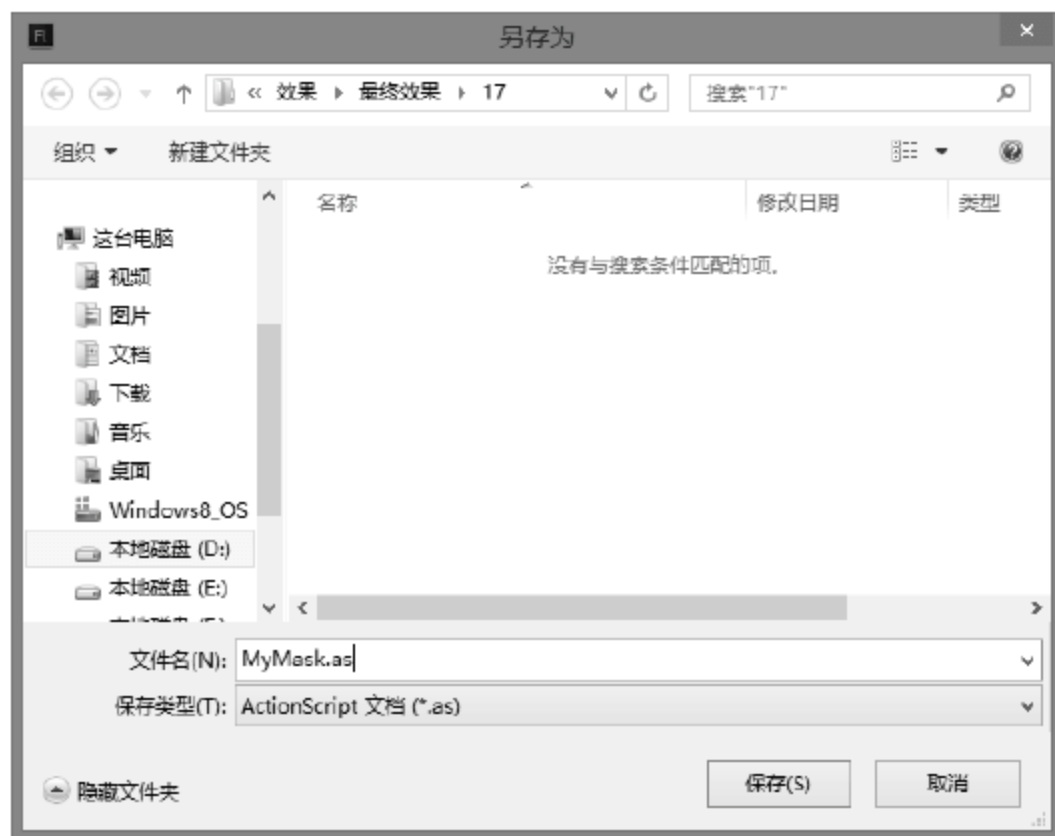 Fl
另存为
« 效果 ▸ 最终效果 ▸ 17
搜索"17"
组织
新建文件夹
名称
修改日期
类型
没有与搜索条件匹配的项。
这台电脑
视频
图片
文档
下载
音乐
桌面
Windows8_OS
本地磁盘 (D:)
本地磁盘 (E:)
文件名(N): MyMask.as
保存类型(T): ActionScript 文档 (*.as)
隐藏文件夹
保存(S)
取消